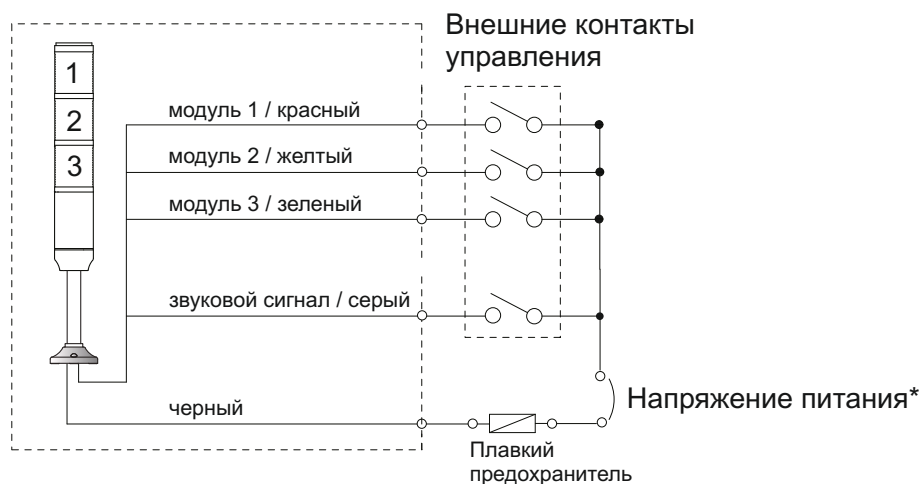 Внешние контакты
управления
1
2
3
модуль 1 / красный
модуль 2 / желтый
модуль 3 / зеленый
звуковой сигнал / серый
черный
Напряжение питания*
Плавкий
предохранитель